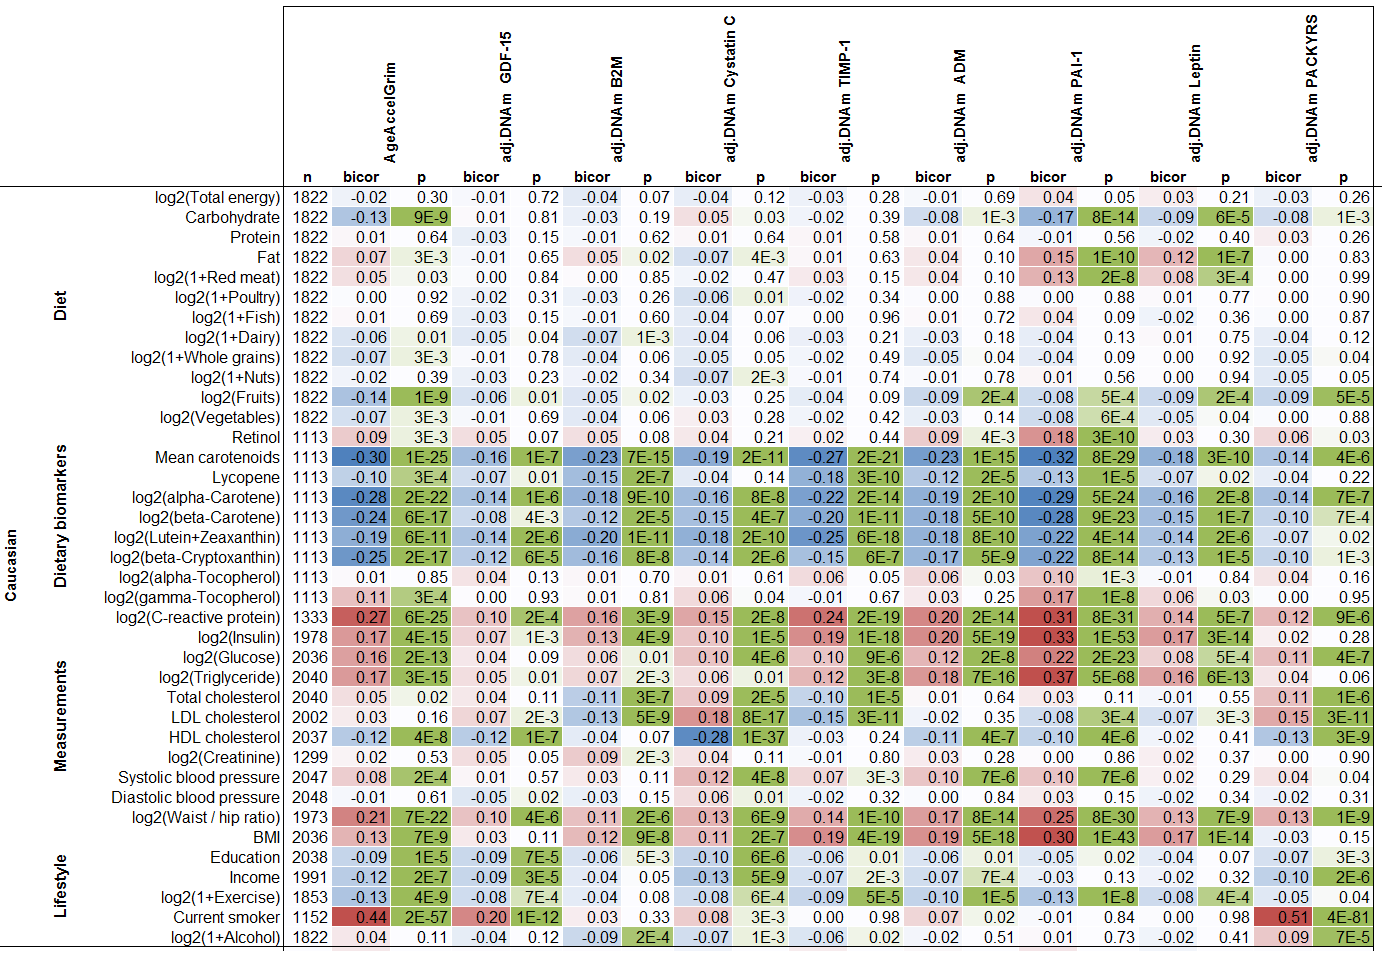 AgeAccelGrim adj.DNAm GDF-15 adj.DNAm B2M adj.DNAm Cystatin C adj.DNAm TIMP-1 adj.DNAm ADM adj.DNAm PAI-1 adj.DNAm Leptin adj.DNAm PACKYRS
n bicor p bicor p bicor p bicor p bicor p bicor p bicor p bicor p bicor p
Caucasian
Diet
log2(Total energy) 1822 -0.02 0.30 -0.01 0.72 -0.04 0.07 -0.04 0.12 -0.03 0.28 -0.01 0.69 0.04 0.05 0.03 0.21 -0.03 0.26
Carbohydrate 1822 -0.13 9E-9 0.01 0.81 -0.03 0.19 0.05 0.03 -0.02 0.39 -0.08 1E-3 -0.17 8E-14 -0.09 6E-5 -0.08 1E-3
Protein 1822 0.01 0.64 -0.03 0.15 -0.01 0.62 0.01 0.64 0.01 0.58 0.01 0.64 -0.01 0.56 -0.02 0.40 0.03 0.26
Fat 1822 0.07 3E-3 -0.01 0.65 0.05 0.02 -0.07 4E-3 0.01 0.63 0.04 0.10 0.15 1E-10 0.12 1E-7 0.00 0.83
log2(1+Red meat) 1822 0.05 0.03 0.00 0.84 0.00 0.85 -0.02 0.47 0.03 0.15 0.04 0.10 0.13 2E-8 0.08 3E-4 0.00 0.99
log2(1+Poultry) 1822 0.00 0.92 -0.02 0.31 -0.03 0.26 -0.06 0.01 -0.02 0.34 0.00 0.88 0.00 0.88 0.01 0.77 0.00 0.90
log2(1+Fish) 1822 0.01 0.69 -0.03 0.15 -0.01 0.60 -0.04 0.07 0.00 0.96 0.01 0.72 0.04 0.09 -0.02 0.36 0.00 0.87
log2(1+Dairy) 1822 -0.06 0.01 -0.05 0.04 -0.07 1E-3 -0.04 0.06 -0.03 0.21 -0.03 0.18 -0.04 0.13 0.01 0.75 -0.04 0.12
log2(1+Whole grains) 1822 -0.07 3E-3 -0.01 0.78 -0.04 0.06 -0.05 0.05 -0.02 0.49 -0.05 0.04 -0.04 0.09 0.00 0.92 -0.05 0.04
log2(1+Nuts) 1822 -0.02 0.39 -0.03 0.23 -0.02 0.34 -0.07 2E-3 -0.01 0.74 -0.01 0.78 0.01 0.56 0.00 0.94 -0.05 0.05
log2(Fruits) 1822 -0.14 1E-9 -0.06 0.01 -0.05 0.02 -0.03 0.25 -0.04 0.09 -0.09 2E-4 -0.08 5E-4 -0.09 2E-4 -0.09 5E-5
log2(Vegetables) 1822 -0.07 3E-3 -0.01 0.69 -0.04 0.06 0.03 0.28 -0.02 0.42 -0.03 0.14 -0.08 6E-4 -0.05 0.04 0.00 0.88
Dietary biomarkers
Retinol 1113 0.09 3E-3 0.05 0.07 0.05 0.08 0.04 0.21 0.02 0.44 0.09 4E-3 0.18 3E-10 0.03 0.30 0.06 0.03
Mean carotenoids 1113 -0.30 1E-25 -0.16 1E-7 -0.23 7E-15 -0.19 2E-11 -0.27 2E-21 -0.23 1E-15 -0.32 8E-29 -0.18 3E-10 -0.14 4E-6
Lycopene 1113 -0.10 3E-4 -0.07 0.01 -0.15 2E-7 -0.04 0.14 -0.18 3E-10 -0.12 2E-5 -0.13 1E-5 -0.07 0.02 -0.04 0.22
log2(alpha-Carotene) 1113 -0.28 2E-22 -0.14 1E-6 -0.18 9E-10 -0.16 8E-8 -0.22 2E-14 -0.19 2E-10 -0.29 5E-24 -0.16 2E-8 -0.14 7E-7
log2(beta-Carotene) 1113 -0.24 6E-17 -0.08 4E-3 -0.12 2E-5 -0.15 4E-7 -0.20 1E-11 -0.18 5E-10 -0.28 9E-23 -0.15 1E-7 -0.10 7E-4
log2(Lutein+Zeaxanthin) 1113 -0.19 6E-11 -0.14 2E-6 -0.20 1E-11 -0.18 2E-10 -0.25 6E-18 -0.18 8E-10 -0.22 4E-14 -0.14 2E-6 -0.07 0.02
log2(beta-Cryptoxanthin) 1113 -0.25 2E-17 -0.12 6E-5 -0.16 8E-8 -0.14 2E-6 -0.15 6E-7 -0.17 5E-9 -0.22 8E-14 -0.13 1E-5 -0.10 1E-3
log2(alpha-Tocopherol) 1113 0.01 0.85 0.04 0.13 0.01 0.70 0.01 0.61 0.06 0.05 0.06 0.03 0.10 1E-3 -0.01 0.84 0.04 0.16
log2(gamma-Tocopherol) 1113 0.11 3E-4 0.00 0.93 0.01 0.81 0.06 0.04 -0.01 0.67 0.03 0.25 0.17 1E-8 0.06 0.03 0.00 0.95
Measurements
log2(C-reactive protein) 1333 0.27 6E-25 0.10 2E-4 0.16 3E-9 0.15 2E-8 0.24 2E-19 0.20 2E-14 0.31 8E-31 0.14 5E-7 0.12 9E-6
log2(Insulin) 1978 0.17 4E-15 0.07 1E-3 0.13 4E-9 0.10 1E-5 0.19 1E-18 0.20 5E-19 0.33 1E-53 0.17 3E-14 0.02 0.28
log2(Glucose) 2036 0.16 2E-13 0.04 0.09 0.06 0.01 0.10 4E-6 0.10 9E-6 0.12 2E-8 0.22 2E-23 0.08 5E-4 0.11 4E-7
log2(Triglyceride) 2040 0.17 3E-15 0.05 0.01 0.07 2E-3 0.06 0.01 0.12 3E-8 0.18 7E-16 0.37 5E-68 0.16 6E-13 0.04 0.06
Total cholesterol 2040 0.05 0.02 0.04 0.11 -0.11 3E-7 0.09 2E-5 -0.10 1E-5 0.01 0.64 0.03 0.11 -0.01 0.55 0.11 1E-6
LDL cholesterol 2002 0.03 0.16 0.07 2E-3 -0.13 5E-9 0.18 8E-17 -0.15 3E-11 -0.02 0.35 -0.08 3E-4 -0.07 3E-3 0.15 3E-11
HDL cholesterol 2037 -0.12 4E-8 -0.12 1E-7 -0.04 0.07 -0.28 1E-37 -0.03 0.24 -0.11 4E-7 -0.10 4E-6 -0.02 0.41 -0.13 3E-9
log2(Creatinine) 1299 0.02 0.53 0.05 0.05 0.09 2E-3 0.04 0.11 -0.01 0.80 0.03 0.28 0.00 0.86 0.02 0.37 0.00 0.90
Systolic blood pressure 2047 0.08 2E-4 0.01 0.57 0.03 0.11 0.12 4E-8 0.07 3E-3 0.10 7E-6 0.10 7E-6 0.02 0.29 0.04 0.04
Diastolic blood pressure 2048 -0.01 0.61 -0.05 0.02 -0.03 0.15 0.06 0.01 -0.02 0.32 0.00 0.84 0.03 0.15 -0.02 0.34 -0.02 0.31
log2(Waist / hip ratio) 1973 0.21 7E-22 0.10 4E-6 0.11 2E-6 0.13 6E-9 0.14 1E-10 0.17 8E-14 0.25 8E-30 0.13 7E-9 0.13 1E-9
BMI 2036 0.13 7E-9 0.03 0.11 0.12 9E-8 0.11 2E-7 0.19 4E-19 0.19 5E-18 0.30 1E-43 0.17 1E-14 -0.03 0.15
Lifestyle
Education 2038 -0.09 1E-5 -0.09 7E-5 -0.06 5E-3 -0.10 6E-6 -0.06 0.01 -0.06 0.01 -0.05 0.02 -0.04 0.07 -0.07 3E-3
Income 1991 -0.12 2E-7 -0.09 3E-5 -0.04 0.05 -0.13 5E-9 -0.07 2E-3 -0.07 7E-4 -0.03 0.13 -0.02 0.32 -0.10 2E-6
log2(1+Exercise) 1853 -0.13 4E-9 -0.08 7E-4 -0.04 0.08 -0.08 6E-4 -0.09 5E-5 -0.10 1E-5 -0.13 1E-8 -0.08 4E-4 -0.05 0.04
Current smoker 1152 0.44 2E-57 0.20 1E-12 0.03 0.33 0.08 3E-3 0.00 0.98 0.07 0.02 -0.01 0.84 0.00 0.98 0.51 4E-81
log2(1+Alcohol) 1822 0.04 0.11 -0.04 0.12 -0.09 2E-4 -0.07 1E-3 -0.06 0.02 -0.02 0.51 0.01 0.73 -0.02 0.41 0.09 7E-5